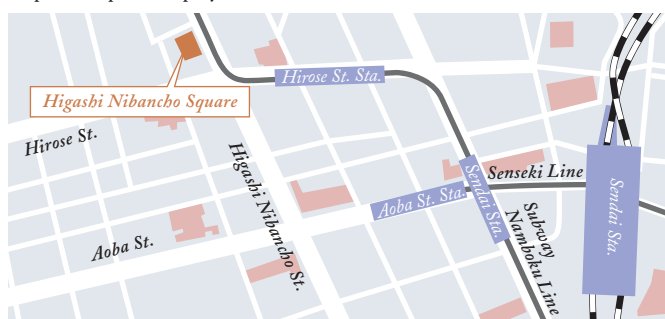 Hirose St. Sta.
Higashi Nibancho Square
Hirose St.
Higashi Nibancho St.
Senseki Line
Sendai Sta.
Sendai Sta.
Aoba St. Sta.
Subway
Namboku Line
Aoba St.